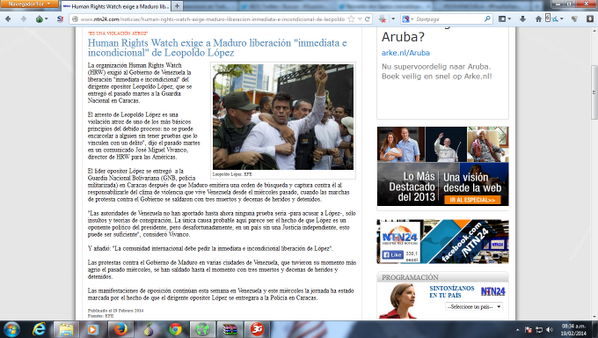 NavegadorTor
Human Rights Watch exige a Maduro li...
www.ntn24.com/noticias/human-rights-watch-exige-maduro-liberacion-inmediata-e-incondicional-de-leopoldo
"ES UNA VIOLACIÓN ATROZ"
Human Rights Watch exige a Maduro liberación "inmediata e
incondicional" de Leopoldo López
La organización Human Rights Watch
(HRW) exigió al Gobierno de Venezuela la
liberación "inmediata e incondicional" del
dirigente opositor Leopoldo López, que se
entregó el pasado martes a la Guardia
Nacional en Caracas.
El arresto de Leopoldo López es una
violación atroz de uno de los más básicos
principios del debido proceso: no se puede
encarcelar a alguien sin tener pruebas que lo
vinculen con un delito", dijo el pasado martes
en un comunicado José Miguel Vivanco,
director de HRW para las Américas.
Leopoldo López. EFE
El líder opositor López se entregó a la
Guardia Nacional Bolivariana (GNB, policía
militarizada) en Caracas después de que Maduro emitiera una orden de búsqueda y captura contra él al
responsabilizarle del clima de violencia que vive Venezuela desde el miércoles pasado, cuando las marchas
de protesta contra el Gobierno se saldaron con tres muertos y decenas de heridos y detenidos.
"Las autoridades de Venezuela no han aportado hasta ahora ninguna prueba seria -para acusar a López-, sólo
insultos y teorías de conspiración. La única causa probable aquí parece ser el hecho de que López es un
oponente político del presidente, pero desafortunadamente, en un país sin una Justicia independiente, esto
puede ser suficiente", consideró Vivanco.
Y añadió: "La comunidad internacional debe pedir la inmediata e incondicional liberación de López".
Las protestas contra el Gobierno de Maduro en varias ciudades de Venezuela, que tuvieron su momento más
agrio el pasado miércoles, se han saldado hasta el momento con tres muertos y decenas de heridos y
detenidos.
Las manifestaciones de oposición continúan esta semana en Venezuela y este miércoles la jornada ha estado
marcada por el hecho que el dirigente opositor López se entregara a la Policía en Caracas.
Publicado el 19 Febrero 2014
Fuente: EFE
Aruba?
arke.nl/Aruba
Nu supervoordelig naar Aruba.
Boek veilig en snel op Arke.nl!
Lo Más
Destacado
del 2013
Una visión
desde la web
IR AL ESPECIAL>>
NTN24
Like
facebook.com/
NTN24
PROGRAMACIÓN
SINTONÍZANOS
EN TU PAÍS
NTN24
--Seleccione un país--
08:34 a.m.
19/02/2014